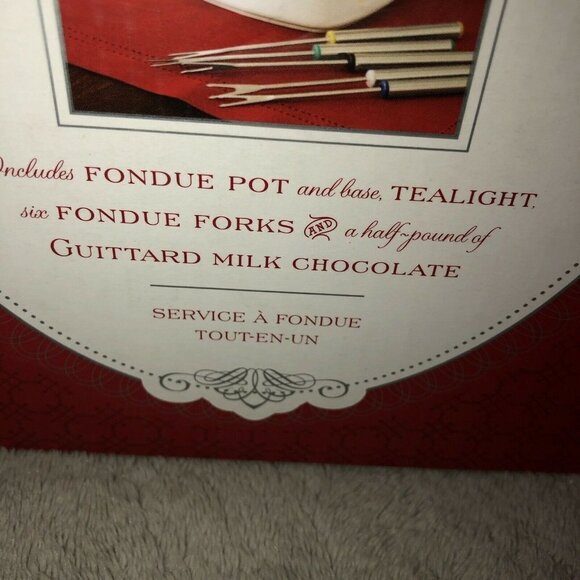 Includes FONDUE POT and base, TEALIGHT,
six FONDUE FORKS AND a half-pound of
GUITTARD MILK CHOCOLATE
SERVICE À FONDUE
TOUT-EN-UN